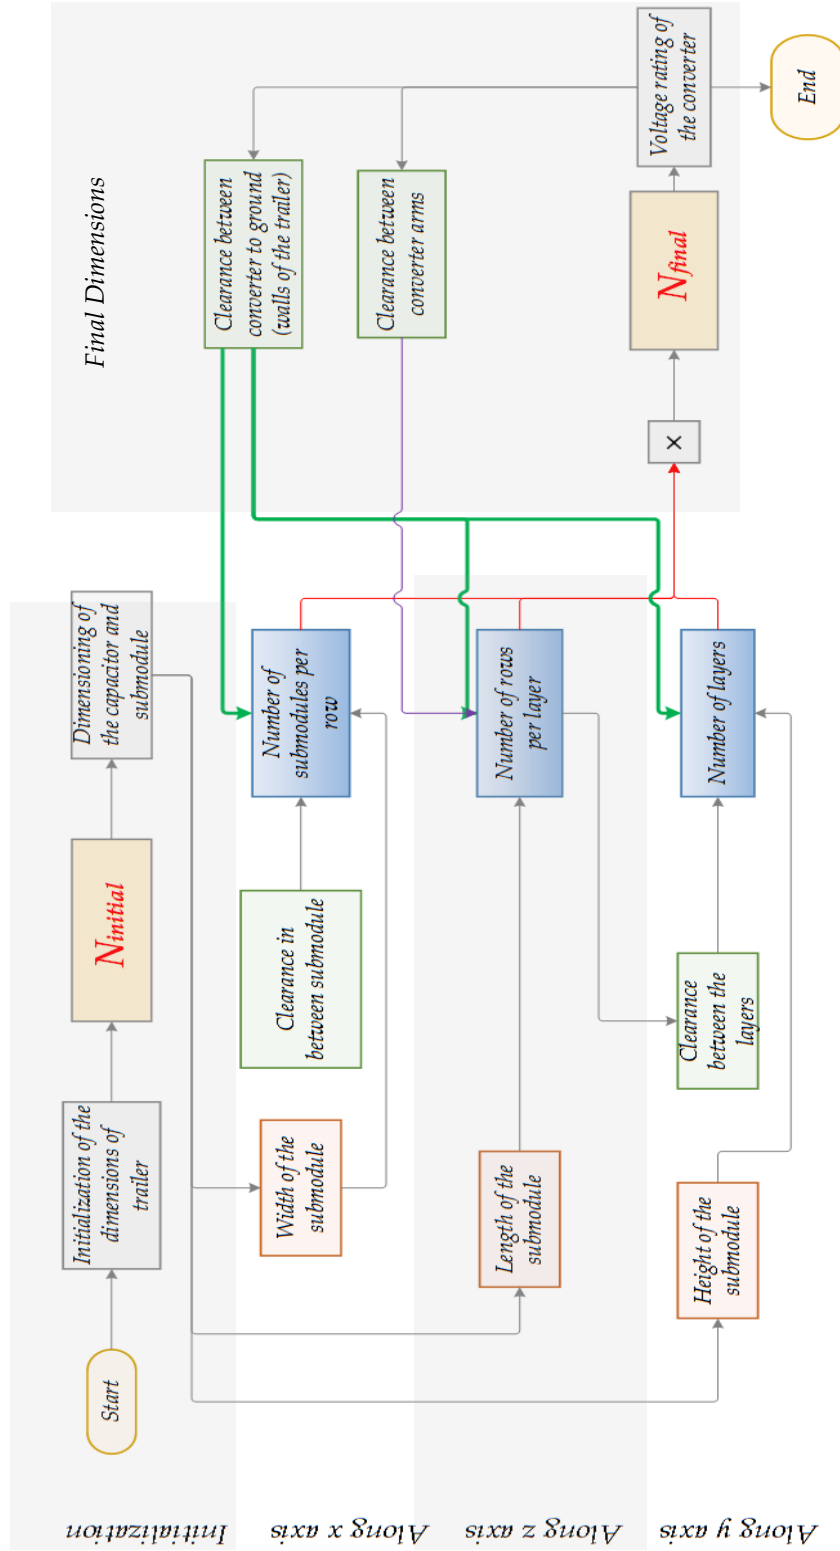 Initialization
Start
Initialization of the
dimensions of
trailer
Ninitial
Dimensioning of
the capacitor and
submodule
Along x axis
Width of the
submodule
Clearance in
between submodule
Number of
submodules per
row
Along z axis
Length of the
submodule
Number of rows
per layer
Along y axis
Height of the
submodule
Clearance
between the
layers
Number of layers
Final Dimensions
Clearance between
converter to ground
(walls of the trailer)
Clearance between
converter arms
×
Nfinal
Voltage rating of
the converter
End